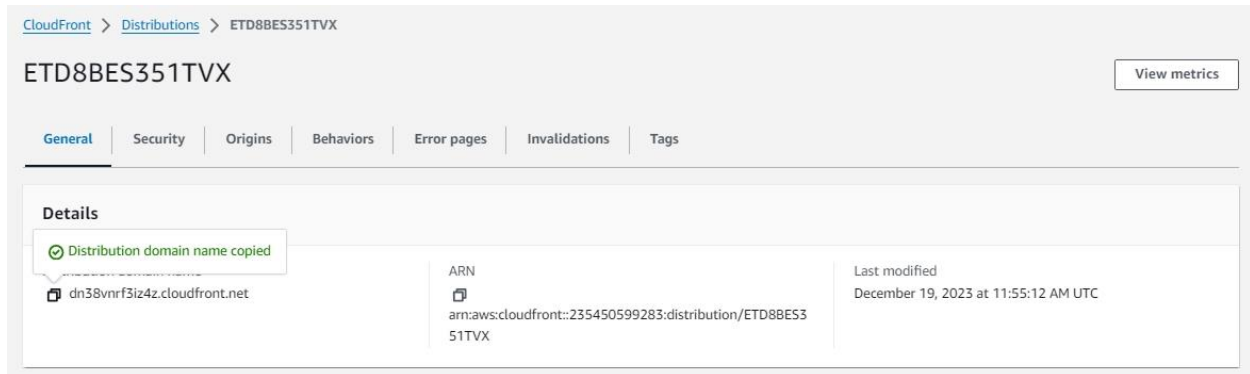 CloudFront > Distributions > ETD8BES351TVX
ETD8BES351TVX
View metrics
General Security Origins Behaviors Error pages Invalidations Tags
Details
Distribution domain name copied
dn38vnrf3iz4z.cloudfront.net
ARN
arn:aws:cloudfront::235450599283:distribution/ETD8BES3
51TVX
Last modified
December 19, 2023 at 11:55:12 AM UTC